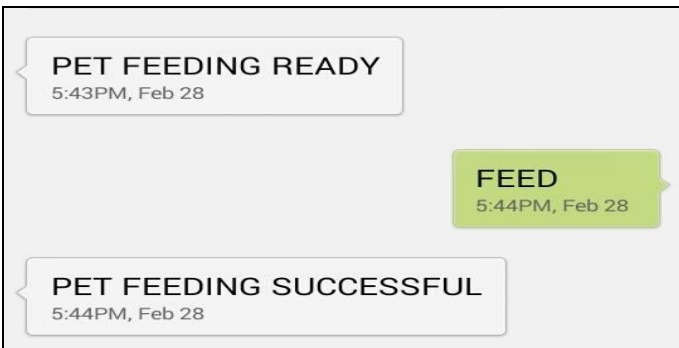 PET FEEDING READY
5:43PM, Feb 28
FEED
5:44PM, Feb 28
PET FEEDING SUCCESSFUL
5:44PM, Feb 28